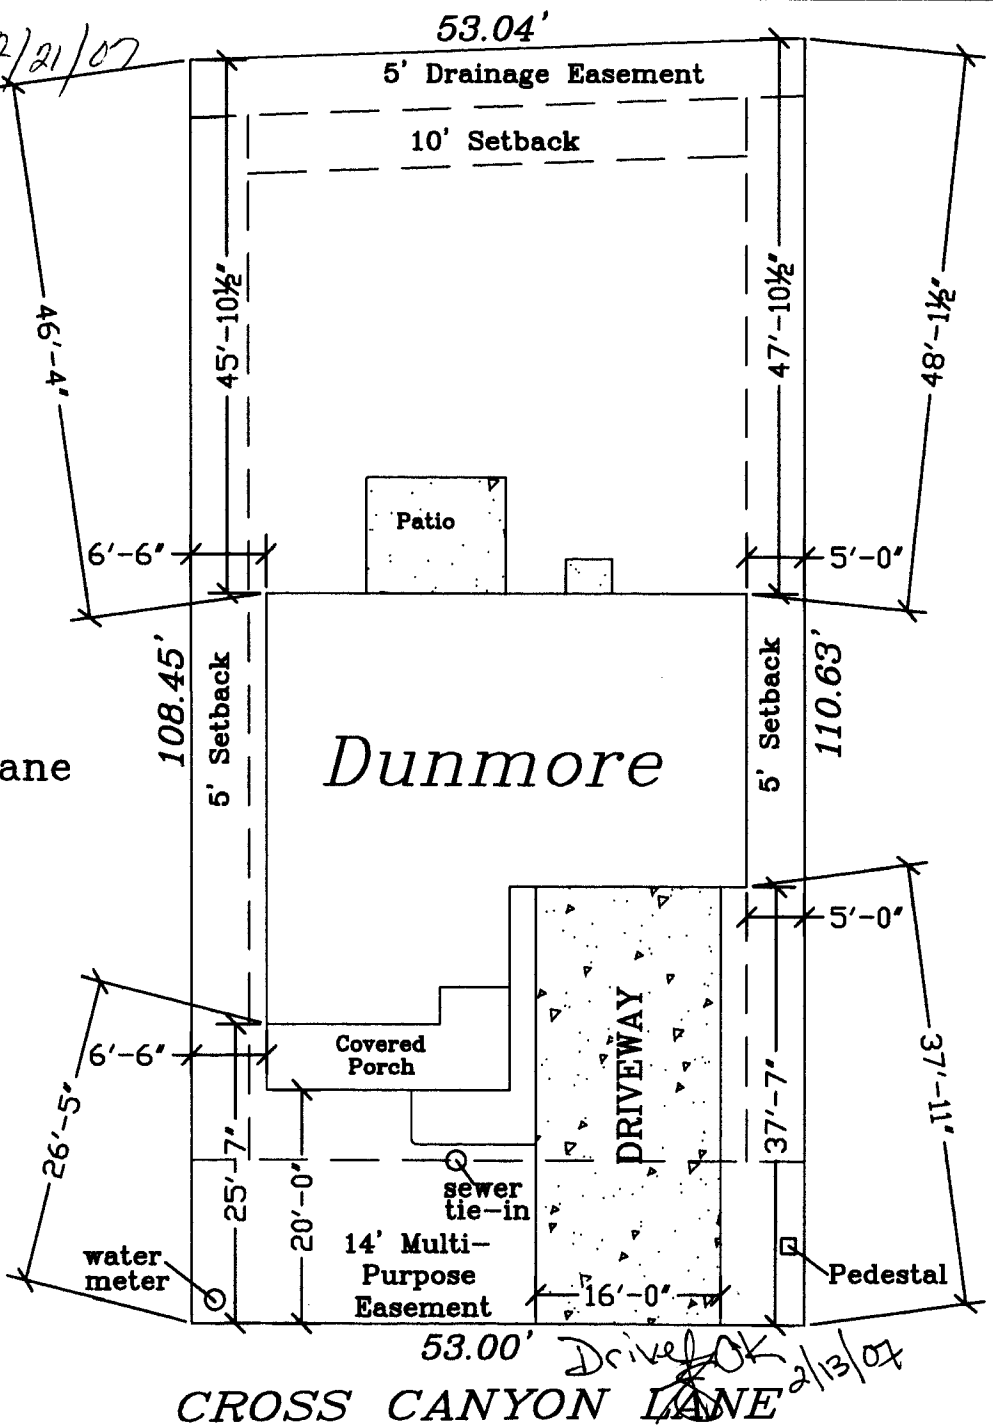 53.04'
2/21/07
5' Drainage Easement
10' Setback
46'-4"
45'-10½"
47'-10½"
48'-1½"
Patio
6'-6"
5'-0"
108.45'
5' Setback
5' Setback
110.63'
ane
Dunmore
5'-0"
DRIVEWAY
6'-6"
Covered
Porch
26'-5"
25'-7"
20'-0"
37'-7"
37'-11"
sewer
tie-in
water
meter
14' Multi-
Purpose
Easement
16'-0"
Pedestal
53.00'
Drive OK
2/13/07
CROSS CANYON LANE